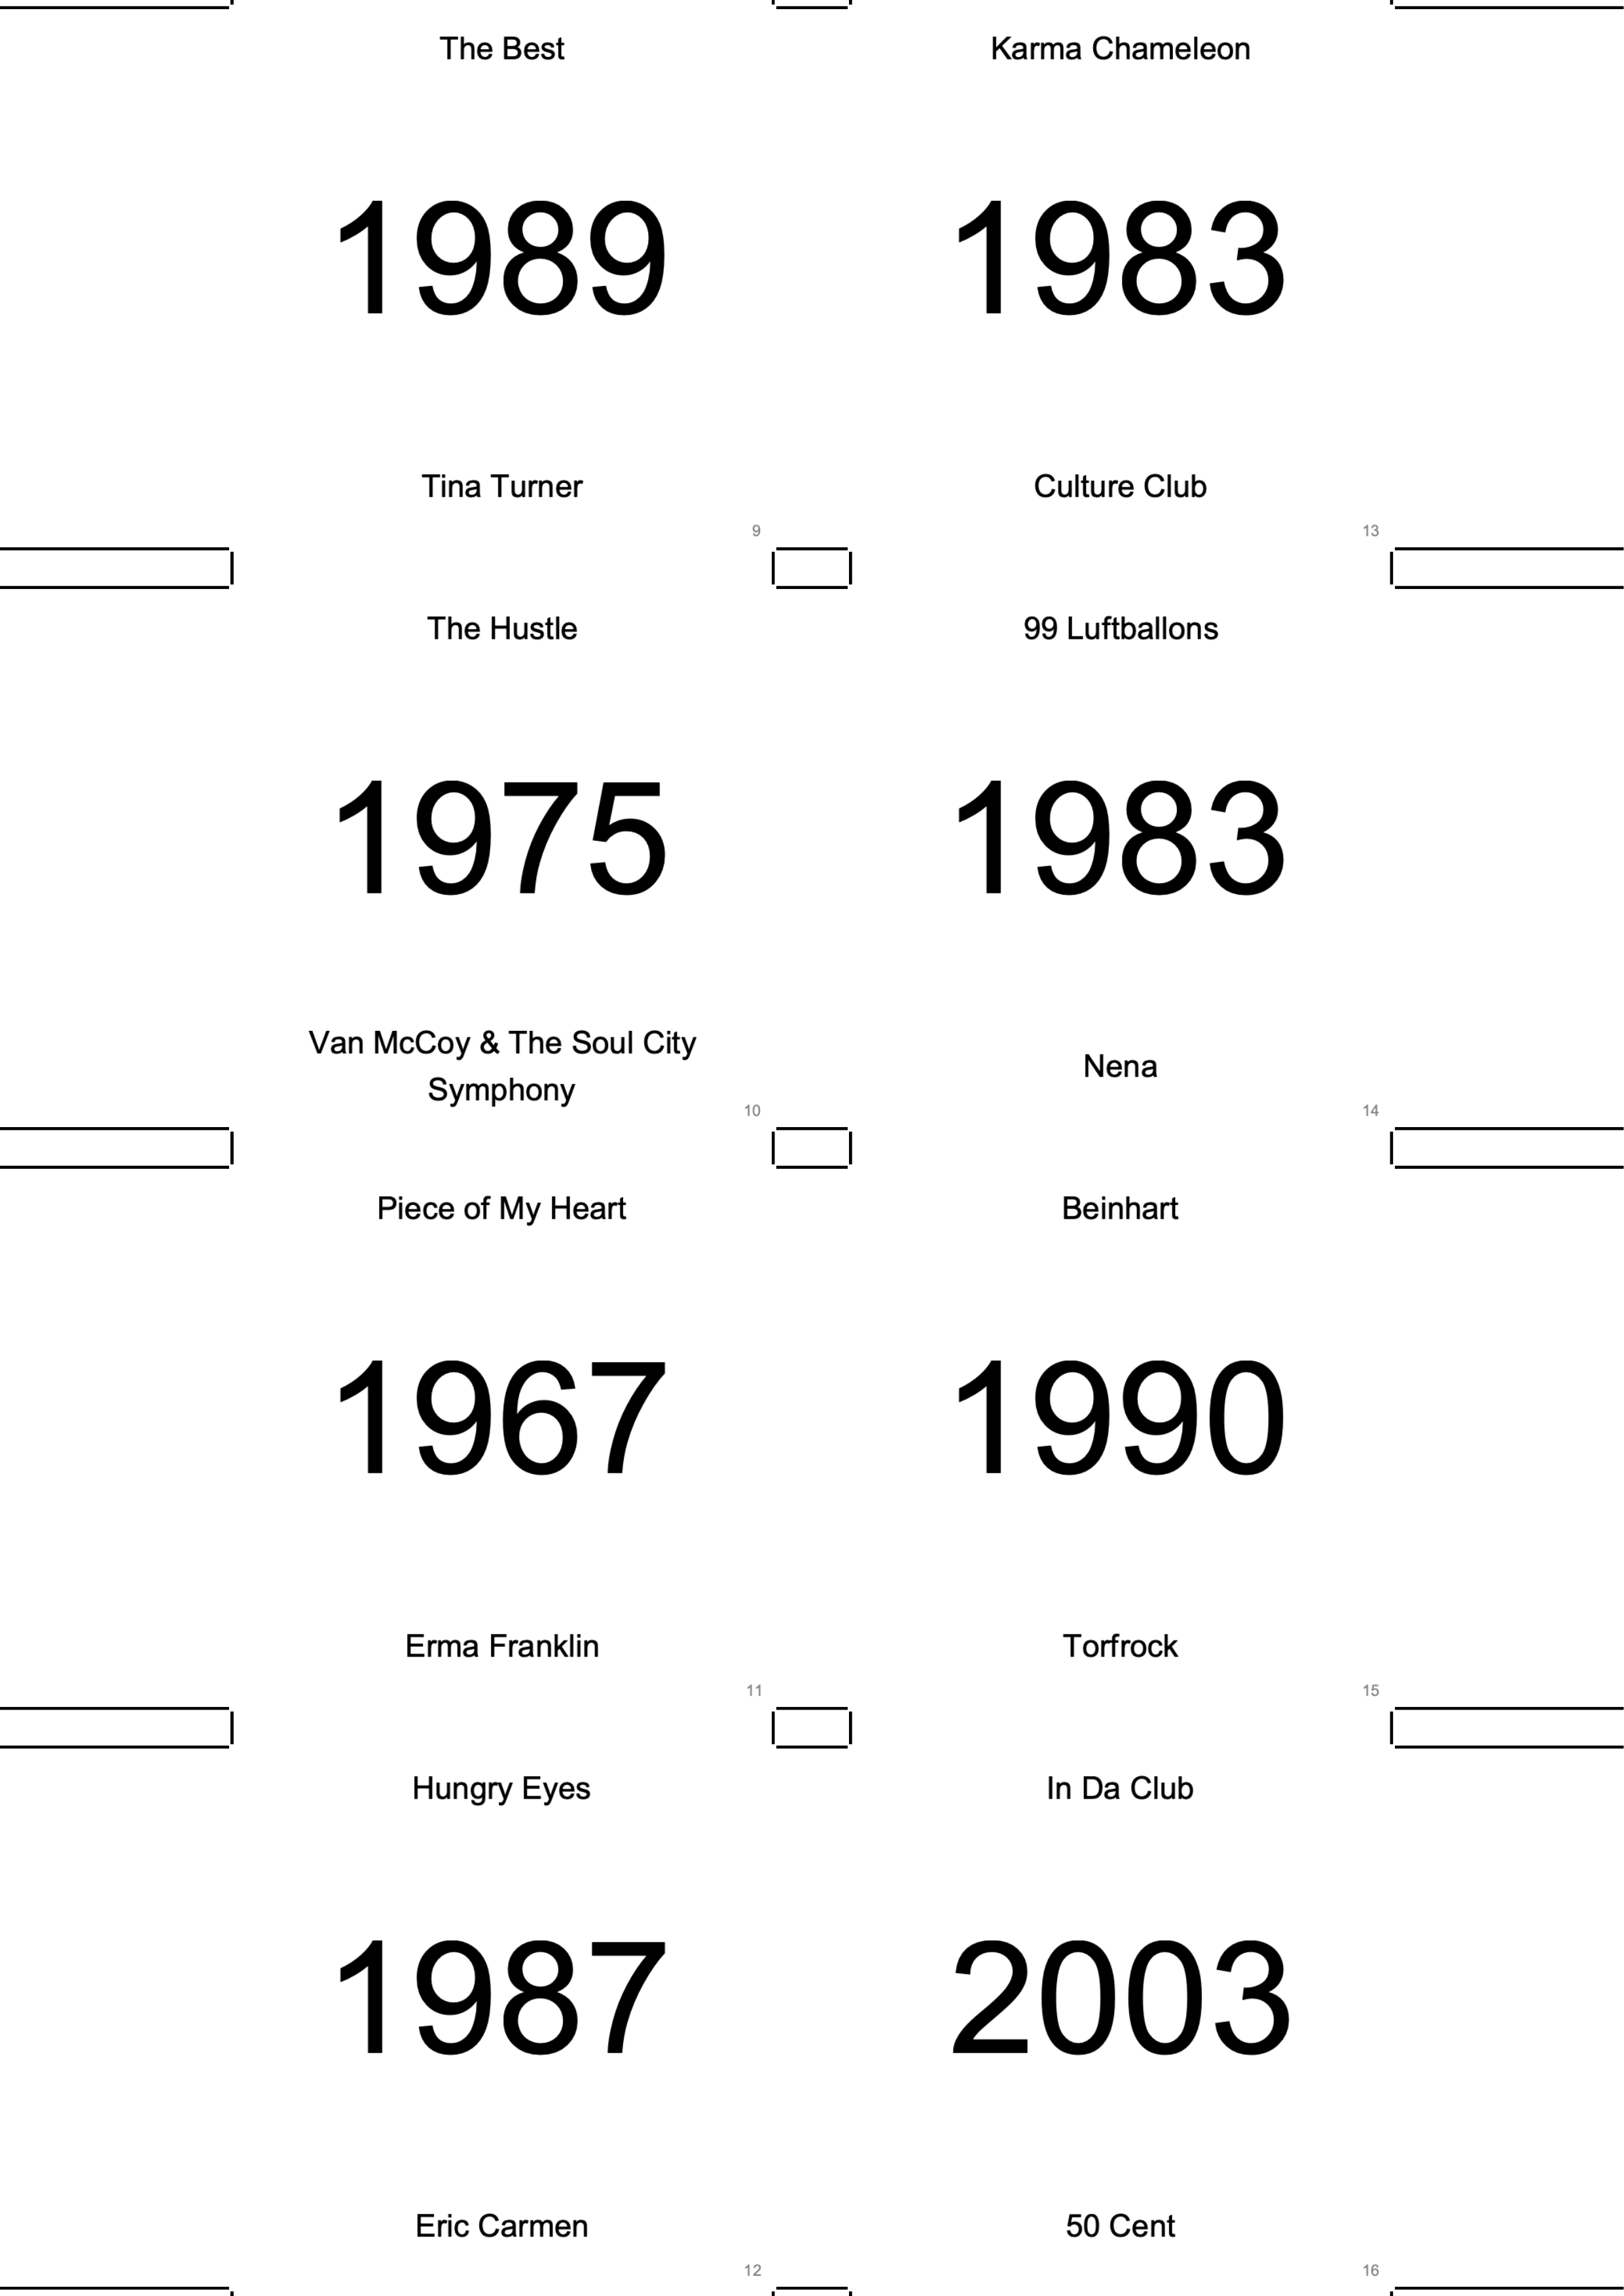 The Best
1989
Tina Turner
9
Karma Chameleon
1983
Culture Club
13
The Hustle
1975
Van McCoy & The Soul City
Symphony
10
99 Luftballons
1983
Nena
14
Piece of My Heart
1967
Erma Franklin
11
Beinhart
1990
Torfrock
15
Hungry Eyes
1987
Eric Carmen
12
In Da Club
2003
50 Cent
16